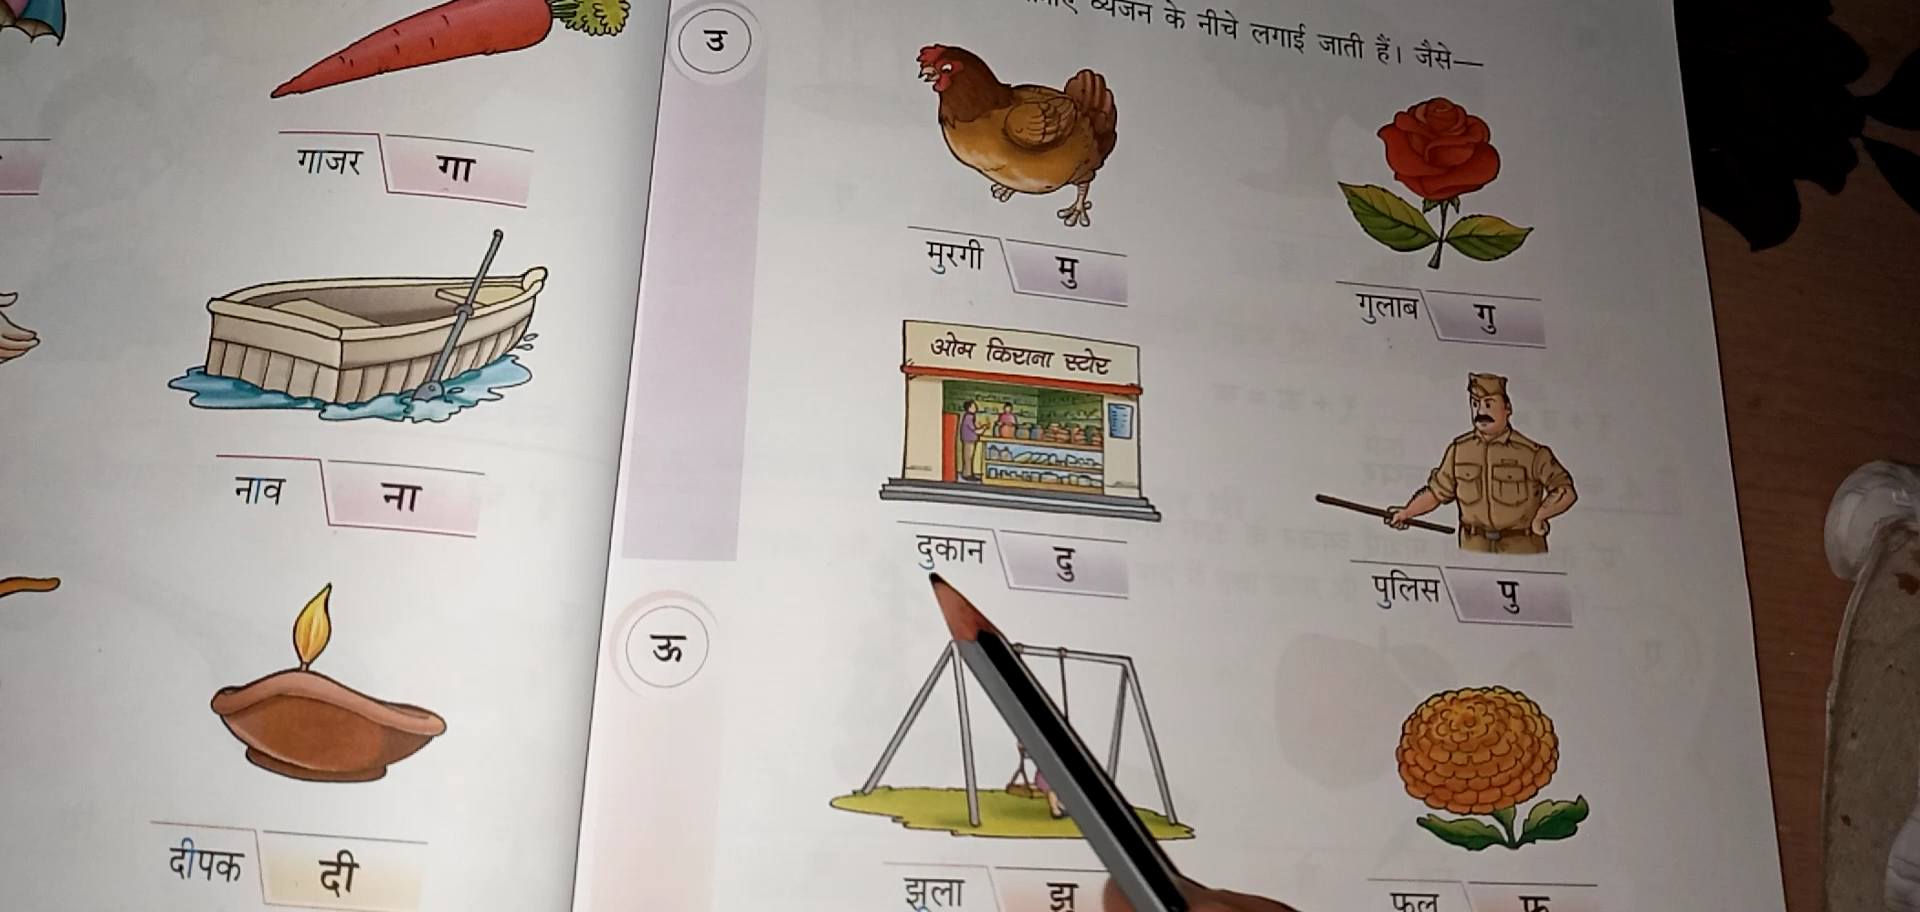 गाजर गा
नाव ना
दीपक दी
व्यंजन के नीचे लगाई जाती हैं। जैसे—
उ
मुरगी मु
गुलाब गु
ओम किराना स्टोर
दुकान दु
पुलिस पु
ऊ
झूला